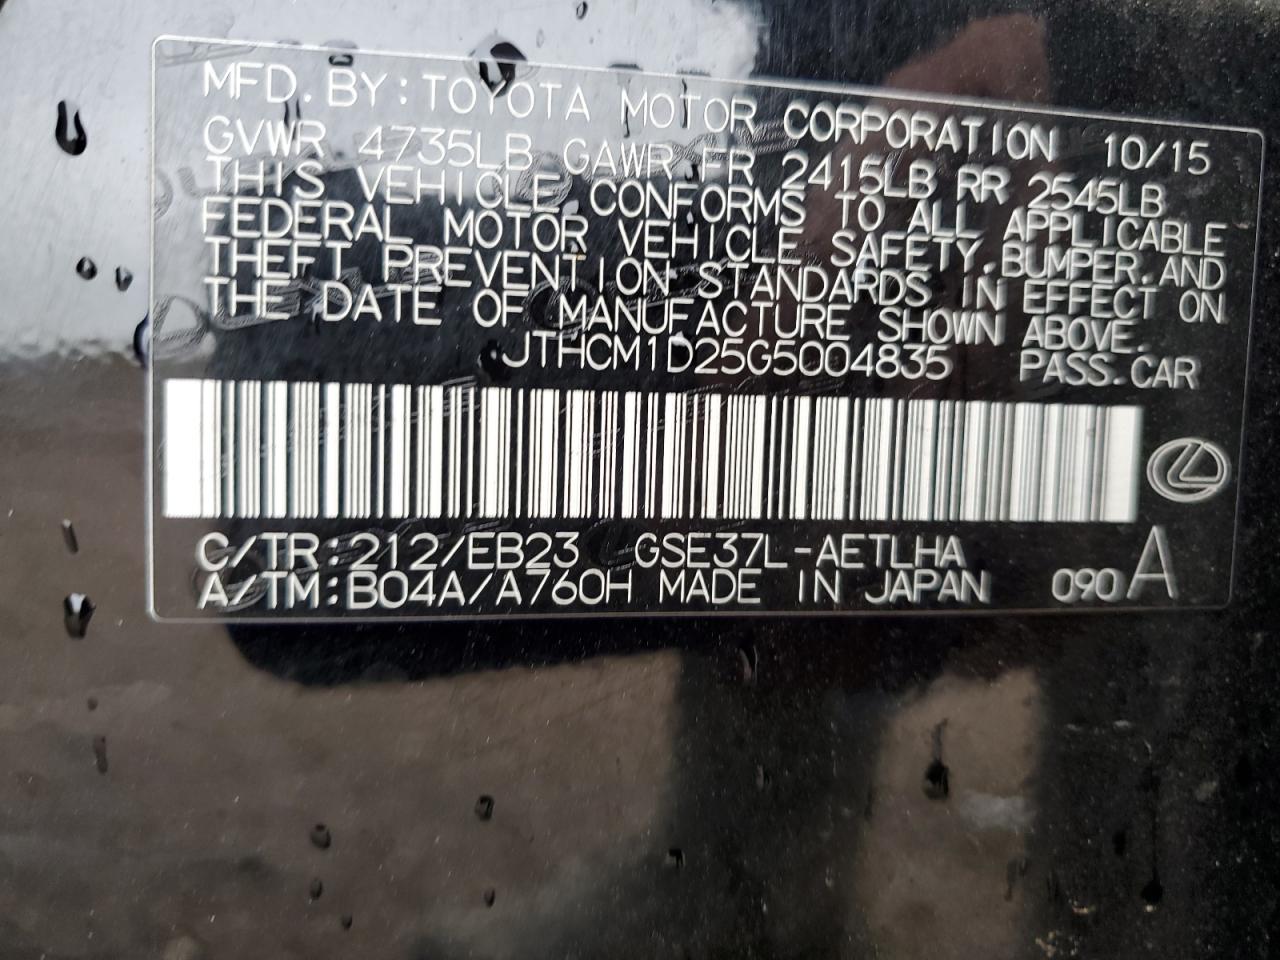 MFD. BY: TOYOTA MOTOR CORPORATION 10/15
GVWR 4735LB GAWR FR 2415LB RR 2545LB
THIS VEHICLE CONFORMS TO ALL APPLICABLE
FEDERAL MOTOR VEHICLE SAFETY, BUMPER, AND
THEFT PREVENTION STANDARDS IN EFFECT ON
THE DATE OF MANUFACTURE SHOWN ABOVE.
JTHCM1D25G5004835 PASS. CAR
C/TR: 212/EB23 GSE37L-AETLHA
A/TM: B04A/A760H MADE IN JAPAN 090 A